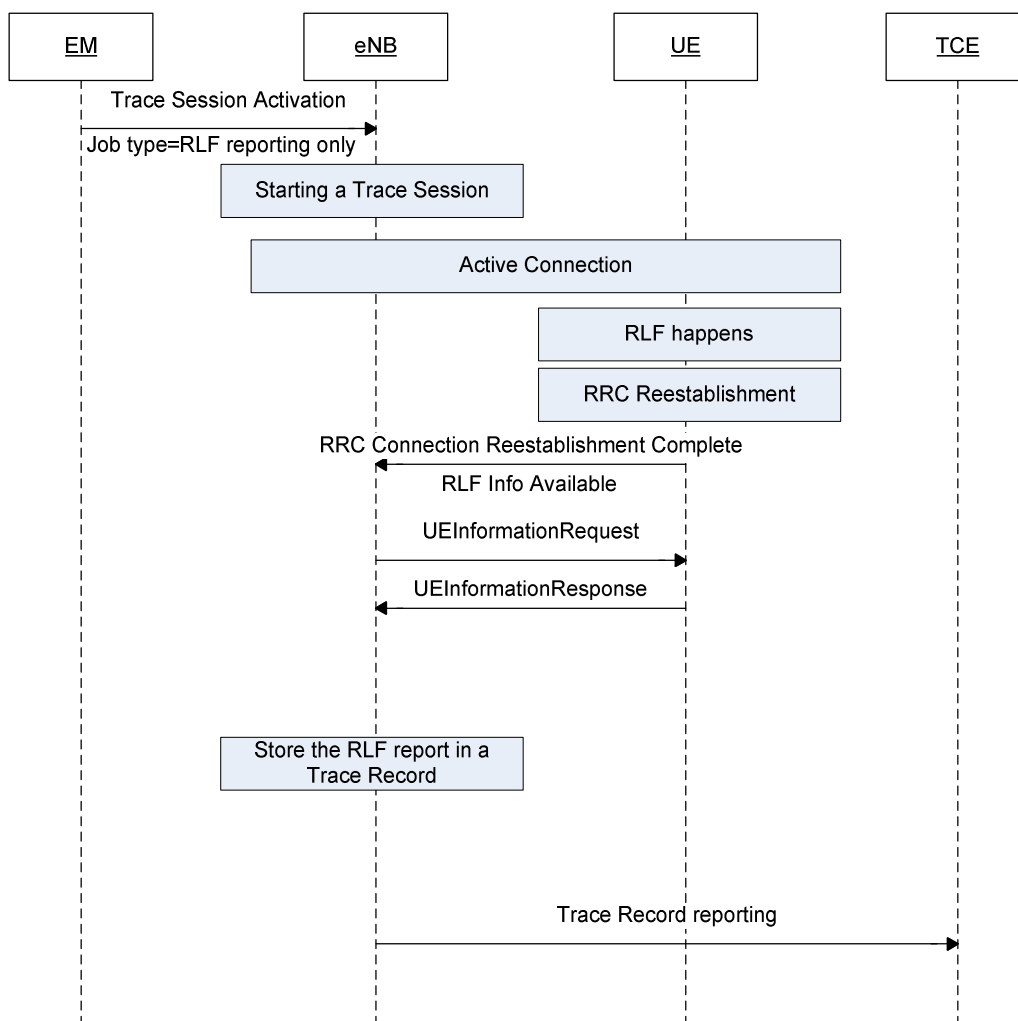 EM
eNB
UE
TCE
Trace Session Activation
Job type=RLF reporting only
Starting a Trace Session
Active Connection
RLF happens
RRC Reestablishment
RRC Connection Reestablishment Complete
RLF Info Available
UEInformationRequest
UEInformationResponse
Store the RLF report in a
Trace Record
Trace Record reporting